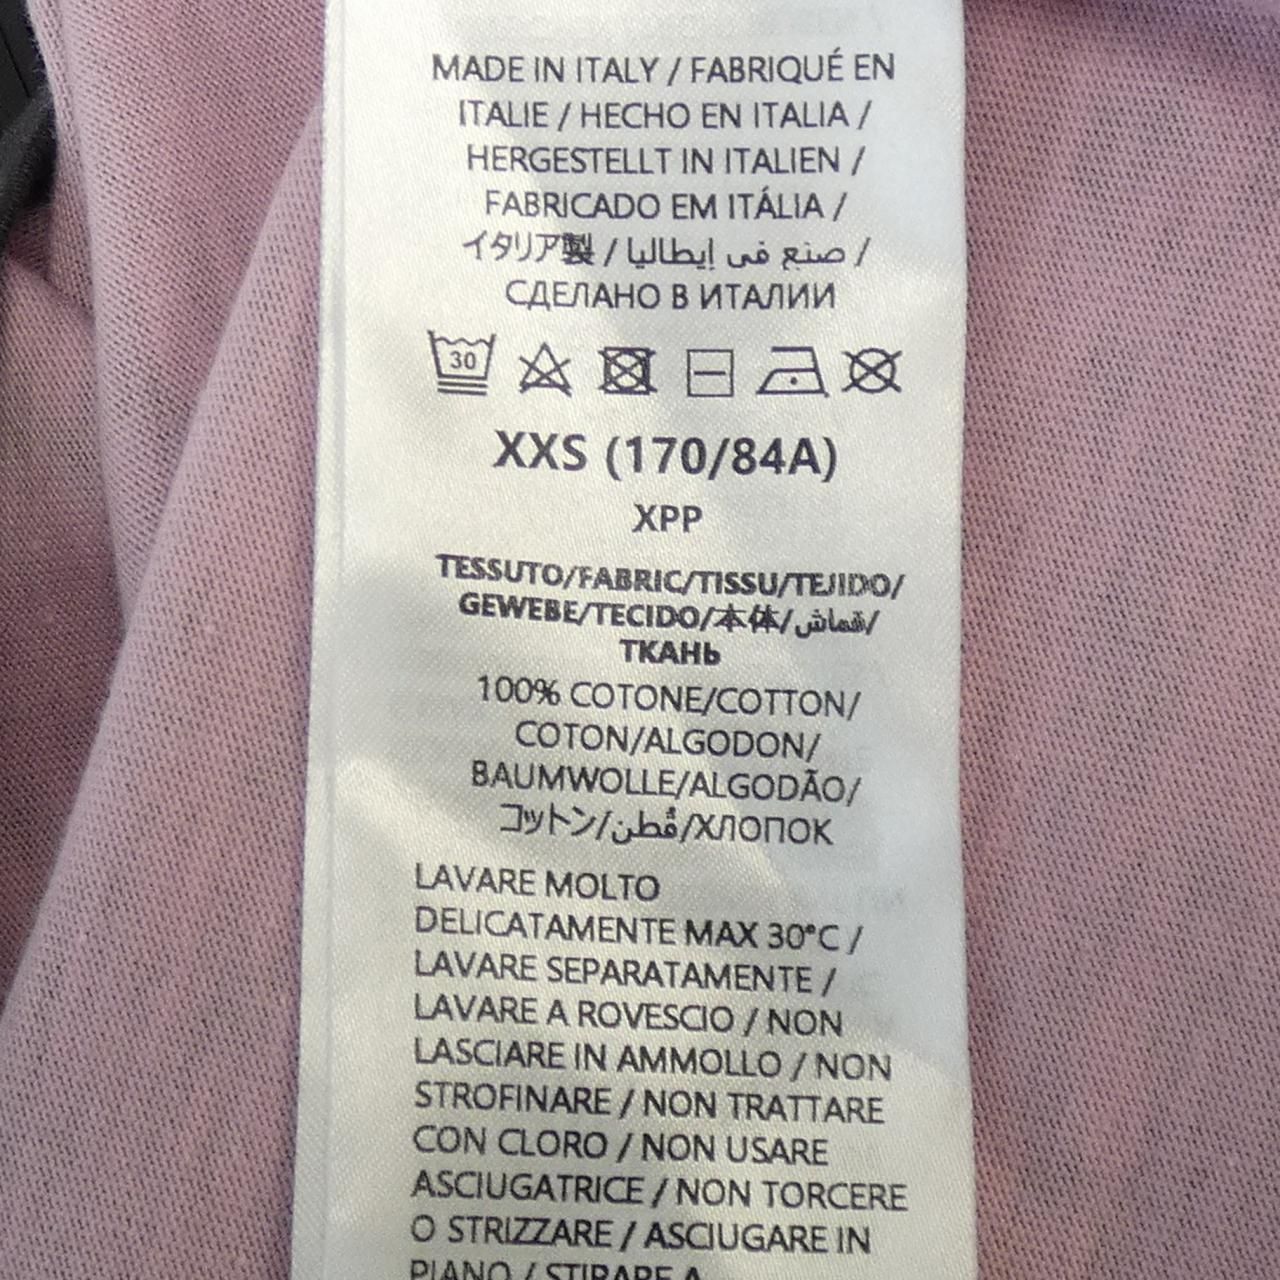 MADE IN ITALY / FABRIQUÉ EN
ITALIE / HECHO EN ITALIA /
HERGESTELLT IN ITALIEN /
FABRICADO EM ITÁLIA /
イタリア製 / صنع في إيطاليا /
СДЕЛАНО В ИТАЛИИ
30
XXS (170/84A)
XPP
TESSUTO/FABRIC/TISSU/TEJIDO/
GEWEBE/TECIDO/本体/قماش/
ТКАНЬ
100% COTONE/COTTON/
COTON/ALGODON/
BAUMWOLLE/ALGODÃO/
コットン/قُطن/ХЛОПОК
LAVARE MOLTO
DELICATAMENTE MAX 30°C /
LAVARE SEPARATAMENTE /
LAVARE A ROVESCIO / NON
LASCIARE IN AMMOLLO / NON
STROFINARE / NON TRATTARE
CON CLORO / NON USARE
ASCIUGATRICE / NON TORCERE
O STRIZZARE / ASCIUGARE IN
PIANO / STIRARE A